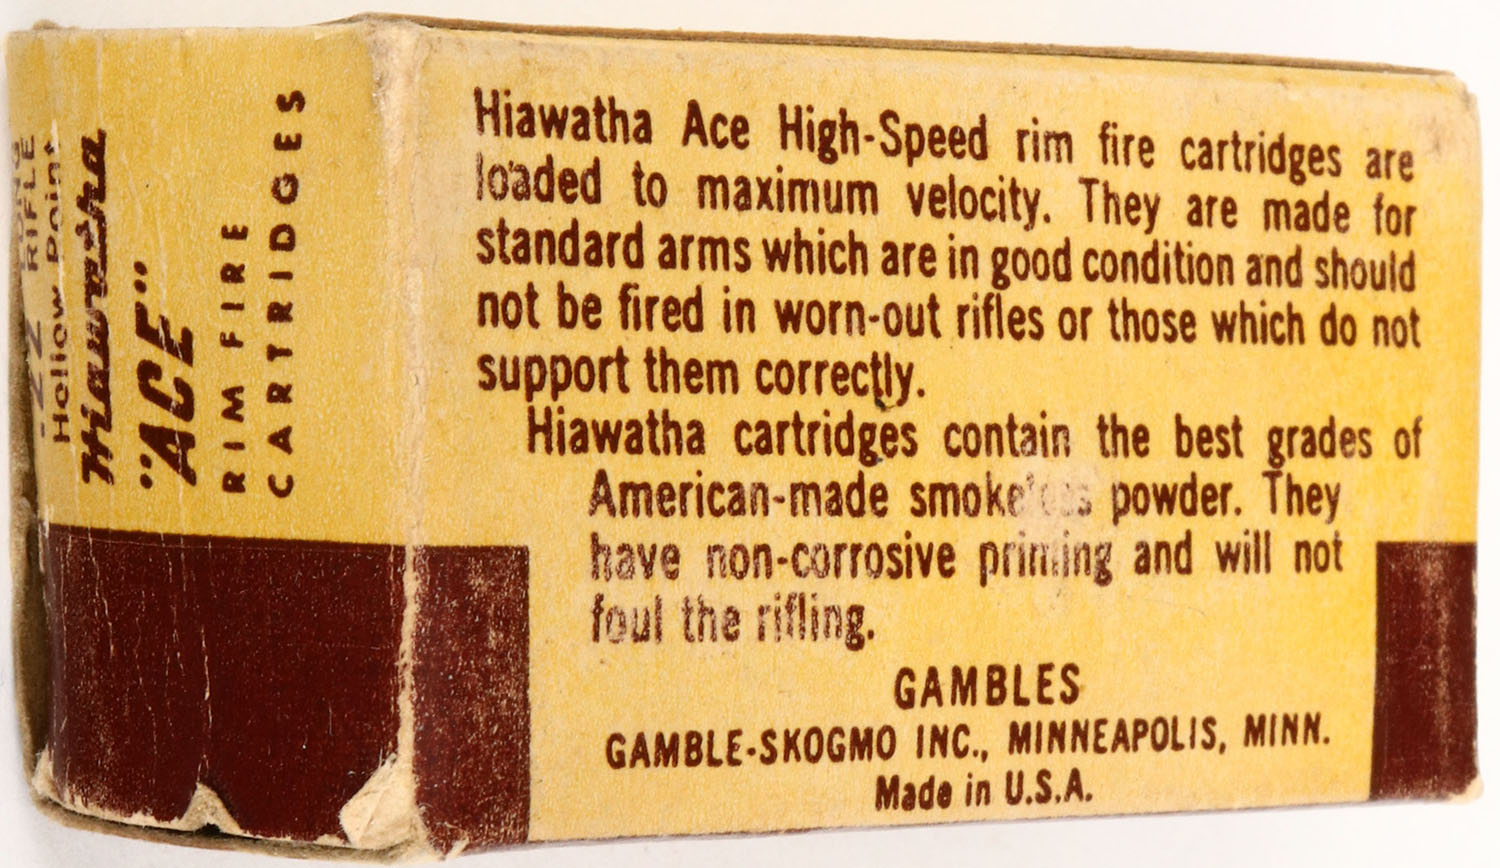 .22 LONG RIFLE
Hollow Point
Hiawatha
"ACE"
RIM FIRE
CARTRIDGES
Hiawatha Ace High-Speed rim fire cartridges are
loaded to maximum velocity. They are made for
standard arms which are in good condition and should
not be fired in worn-out rifles or those which do not
support them correctly.
Hiawatha cartridges contain the best grades of
American-made smokeless powder. They
have non-corrosive priming and will not
foul the rifling.
GAMBLES
GAMBLE-SKOGMO INC., MINNEAPOLIS, MINN.
Made in U.S.A.